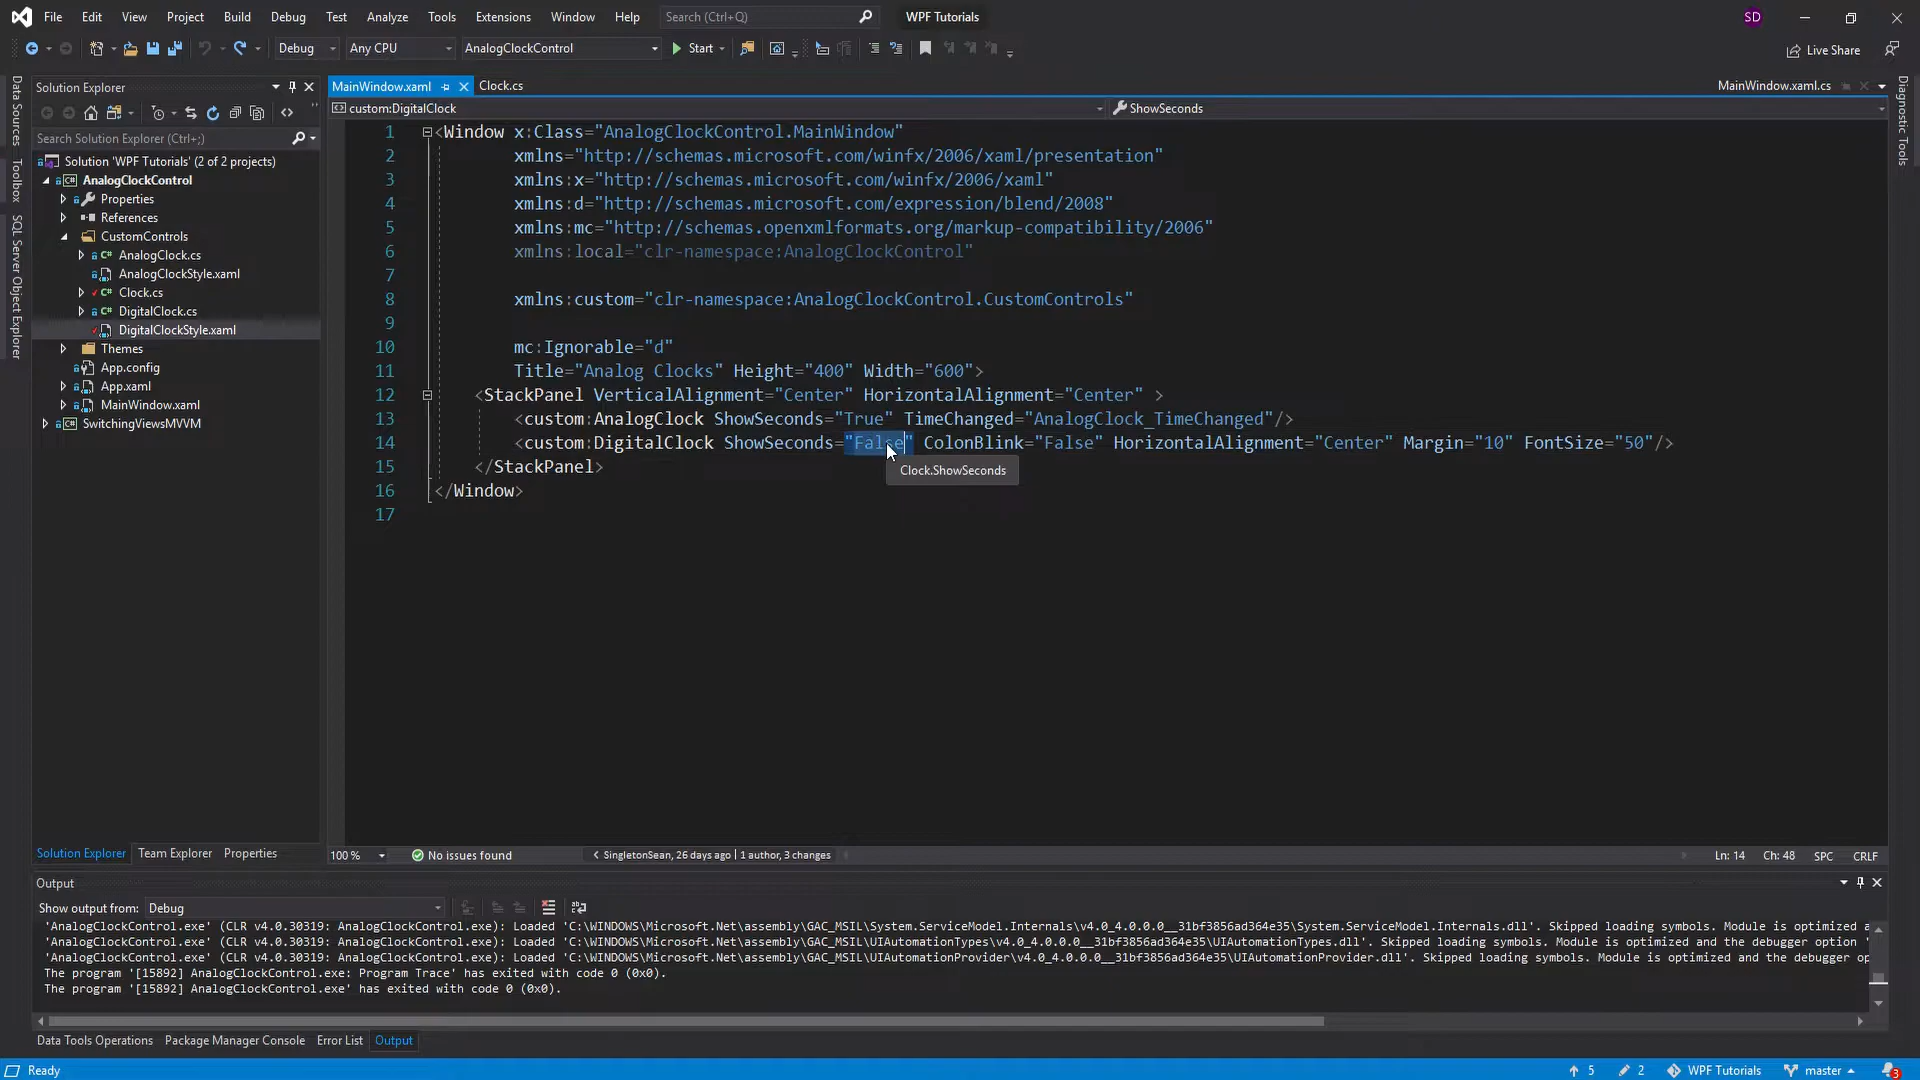 File Edit View Project Build Debug Test Analyze Tools Extensions Window Help Search (Ctrl+Q) WPF Tutorials SD
Debug Any CPU AnalogClockControl Start Live Share
Data Sources
Toolbox
SQL Server Object Explorer
Solution Explorer
Search Solution Explorer (Ctrl+;)
Solution 'WPF Tutorials' (2 of 2 projects)
AnalogClockControl
Properties
References
CustomControls
AnalogClock.cs
AnalogClockStyle.xaml
Clock.cs
DigitalClock.cs
DigitalClockStyle.xaml
Themes
App.config
App.xaml
MainWindow.xaml
SwitchingViewsMVVM
Solution Explorer Team Explorer Properties
MainWindow.xaml Clock.cs MainWindow.xaml.cs
custom:DigitalClock ShowSeconds
1 <Window x:Class="AnalogClockControl.MainWindow"
2 xmlns="http://schemas.microsoft.com/winfx/2006/xaml/presentation"
3 xmlns:x="http://schemas.microsoft.com/winfx/2006/xaml"
4 xmlns:d="http://schemas.microsoft.com/expression/blend/2008"
5 xmlns:mc="http://schemas.openxmlformats.org/markup-compatibility/2006"
6 xmlns:local="clr-namespace:AnalogClockControl"
7
8 xmlns:custom="clr-namespace:AnalogClockControl.CustomControls"
9
10 mc:Ignorable="d"
11 Title="Analog Clocks" Height="400" Width="600">
12 <StackPanel VerticalAlignment="Center" HorizontalAlignment="Center" >
13 <custom:AnalogClock ShowSeconds="True" TimeChanged="AnalogClock_TimeChanged"/>
14 <custom:DigitalClock ShowSeconds="False" ColonBlink="False" HorizontalAlignment="Center" Margin="10" FontSize="50"/>
15 </StackPanel>
Clock.ShowSeconds
16 </Window>
17
Diagnostic Tools
100 % No issues found SingletonSean, 26 days ago | 1 author, 3 changes Ln: 14 Ch: 48 SPC CRLF
Output
Show output from: Debug
'AnalogClockControl.exe' (CLR v4.0.30319: AnalogClockControl.exe): Loaded 'C:\WINDOWS\Microsoft.Net\assembly\GAC_MSIL\System.ServiceModel.Internals\v4.0_4.0.0.0__31bf3856ad364e35\System.ServiceModel.Internals.dll'. Skipped loading symbols. Module is optimized a
'AnalogClockControl.exe' (CLR v4.0.30319: AnalogClockControl.exe): Loaded 'C:\WINDOWS\Microsoft.Net\assembly\GAC_MSIL\UIAutomationTypes\v4.0_4.0.0.0__31bf3856ad364e35\UIAutomationTypes.dll'. Skipped loading symbols. Module is optimized and the debugger option '
'AnalogClockControl.exe' (CLR v4.0.30319: AnalogClockControl.exe): Loaded 'C:\WINDOWS\Microsoft.Net\assembly\GAC_MSIL\UIAutomationProvider\v4.0_4.0.0.0__31bf3856ad364e35\UIAutomationProvider.dll'. Skipped loading symbols. Module is optimized and the debugger op
The program '[15892] AnalogClockControl.exe: Program Trace' has exited with code 0 (0x0).
The program '[15892] AnalogClockControl.exe' has exited with code 0 (0x0).
Data Tools Operations Package Manager Console Error List Output
Ready 5 2 WPF Tutorials master 3